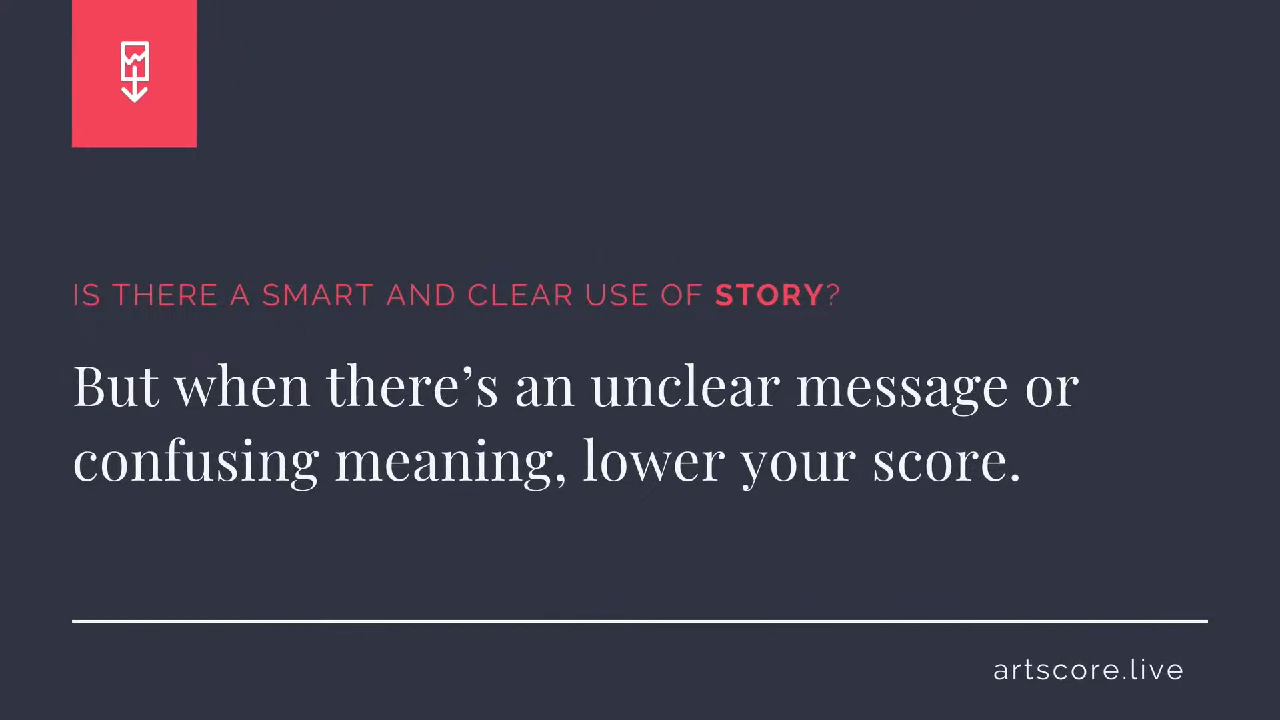 IS THERE A SMART AND CLEAR USE OF STORY?
But when there’s an unclear message or
confusing meaning, lower your score.
artscore.live